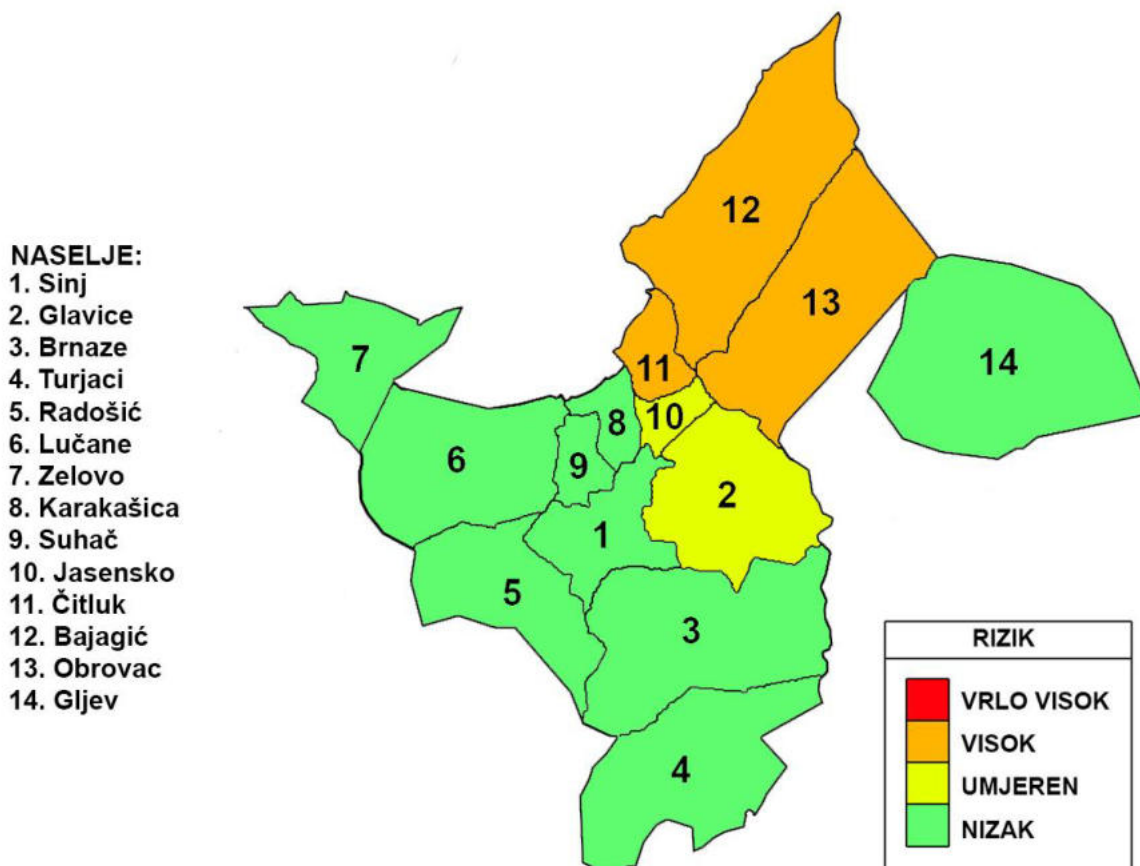 NASELJE:
1. Sinj
2. Glavice
3. Brnaze
4. Turjaci
5. Radošić
6. Lučane
7. Zelovo
8. Karakašica
9. Suhač
10. Jasensko
11. Čitluk
12. Bajagić
13. Obrovac
14. Gljev
12
13
14
7
11
10
8
6
9
2
1
5
3
4
RIZIK
VRLO VISOK
VISOK
UMJEREN
NIZAK